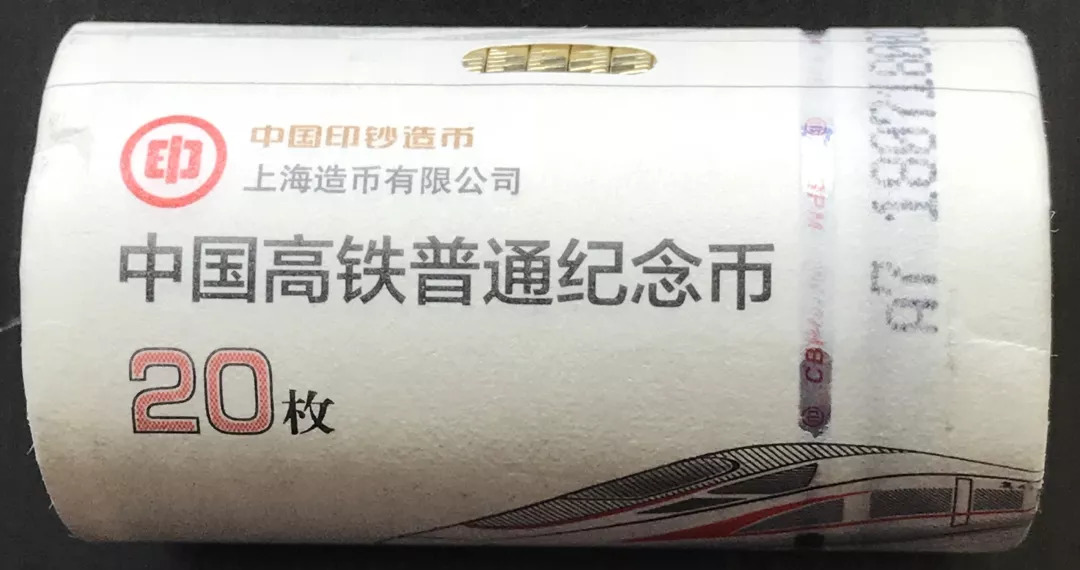 印
中国印钞造币
上海造币有限公司
中国高铁普通纪念币
20枚